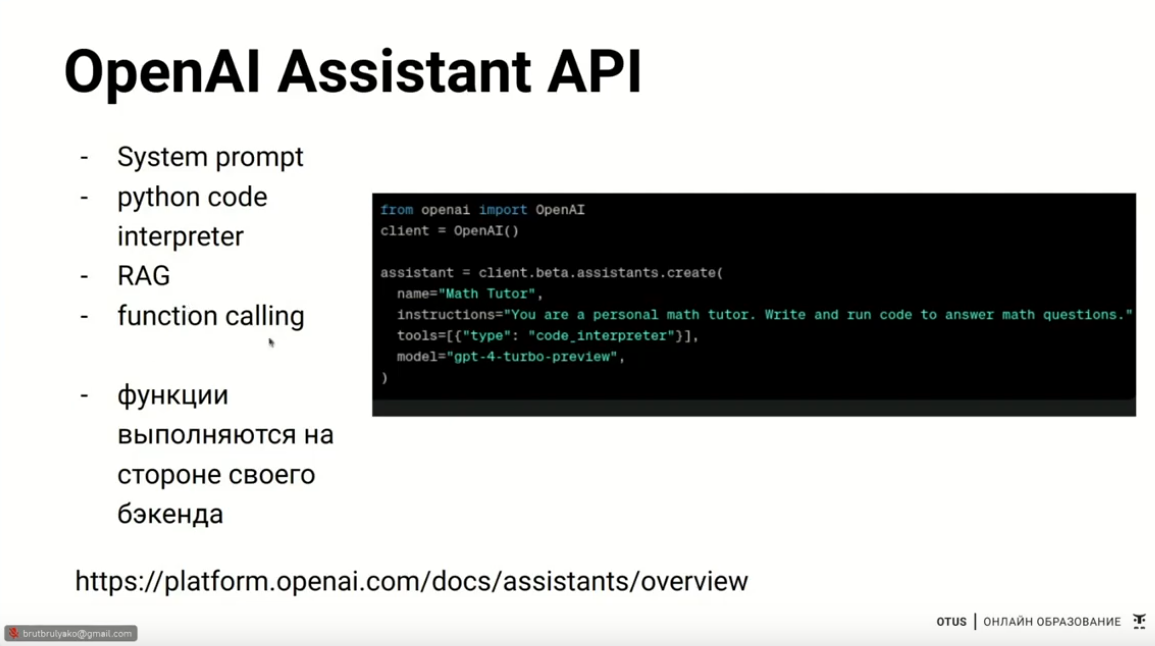 OpenAI Assistant API
- System prompt
- python code
interpreter
- RAG
- function calling
- функции
выполняются на
стороне своего
бэкенда
from openai import OpenAI
client = OpenAI()
assistant = client.beta.assistants.create(
name="Math Tutor",
instructions="You are a personal math tutor. Write and run code to answer math questions."
tools=[{"type": "code_interpreter"}],
model="gpt-4-turbo-preview",
)
https://platform.openai.com/docs/assistants/overview
OTUS | ОНЛАЙН ОБРАЗОВАНИЕ
brutbrulyako@gmail.com